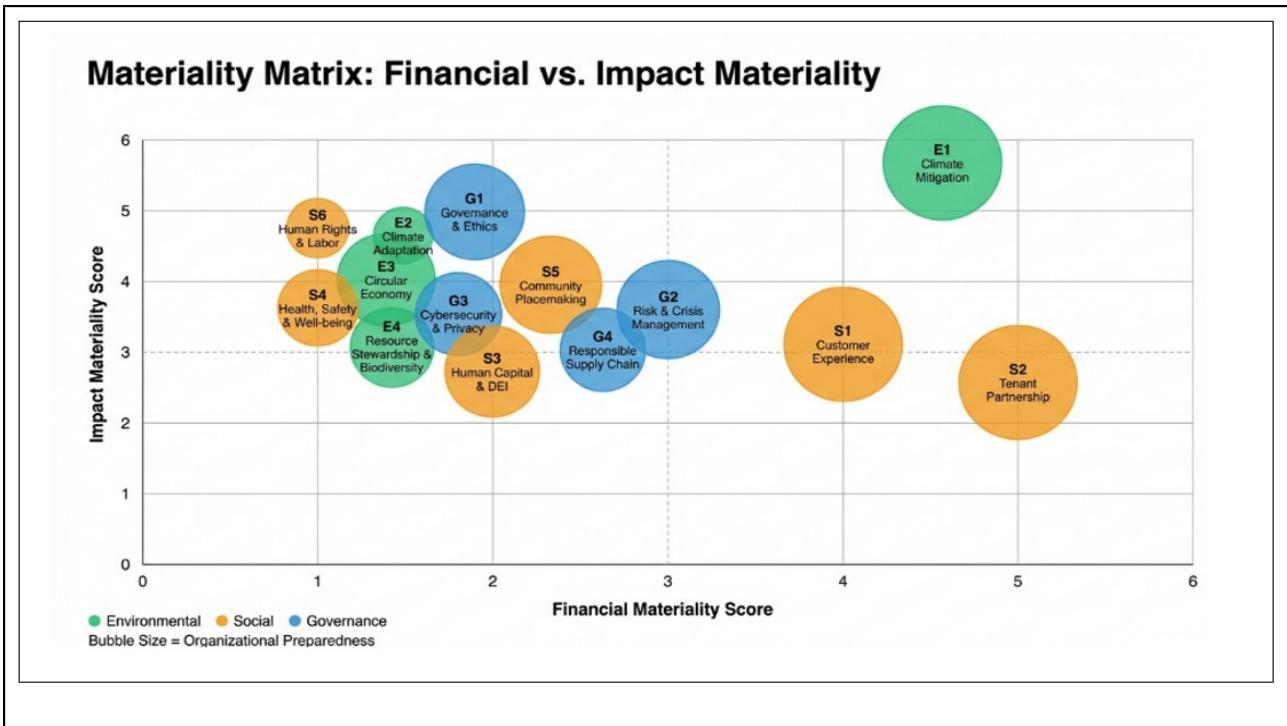 Materiality Matrix: Financial vs. Impact Materiality
Impact Materiality Score
6
5
4
3
2
1
0
E1
Climate
Mitigation
G1
Governance
& Ethics
S6
Human Rights
& Labor
E2
Climate
Adaptation
E3
Circular
Economy
S5
Community
Placemaking
S4
Health, Safety
& Well-being
G3
Cybersecurity
& Privacy
G2
Risk & Crisis
Management
E4
Resource
Stewardship &
Biodiversity
S3
Human Capital
& DEI
G4
Responsible
Supply Chain
S1
Customer
Experience
S2
Tenant
Partnership
0 1 2 3 4 5 6
Financial Materiality Score
Environmental Social Governance
Bubble Size = Organizational Preparedness